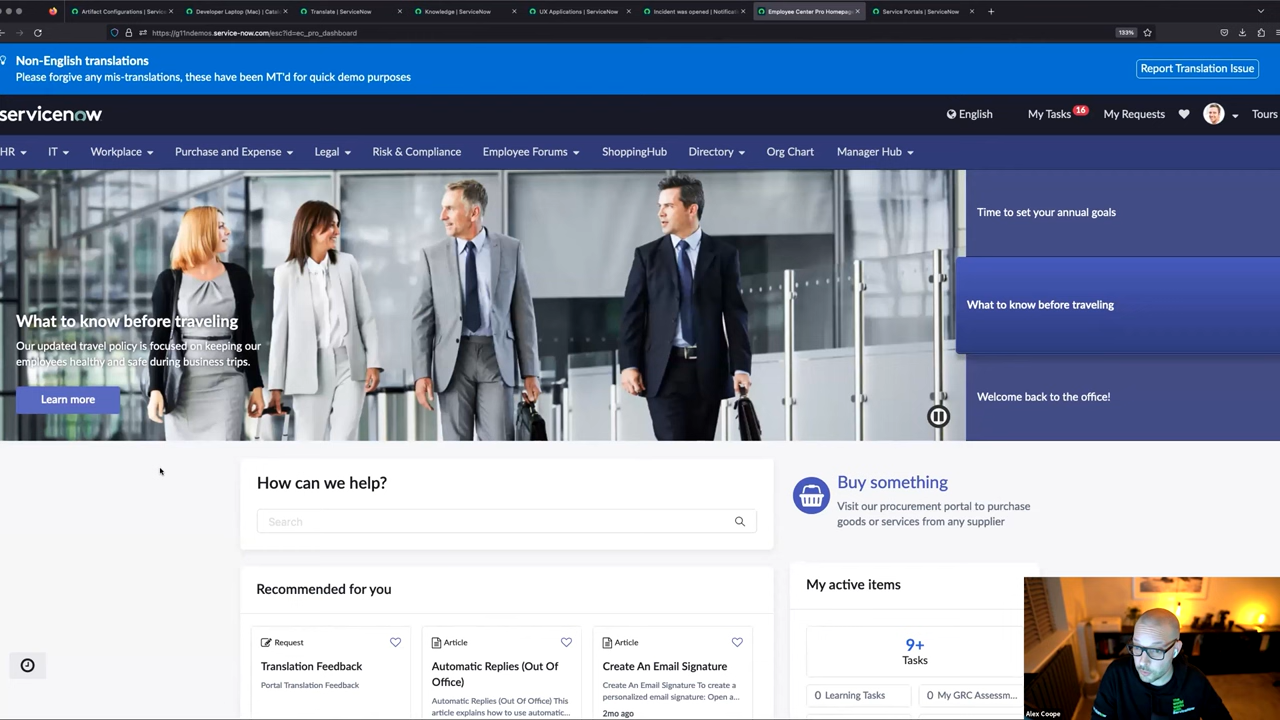 Artifact Configurations | Servic
Developer Laptop (Mac) | Catal
Translate | ServiceNow
Knowledge | ServiceNow
UX Applications | ServiceNow
Incident was opened | Notificati
Employee Center Pro Homepage
Service Portals | ServiceNow
https://g11ndemos.service-now.com/esc?id=ec_pro_dashboard
133%
Non-English translations
Please forgive any mis-translations, these have been MT'd for quick demo purposes
Report Translation Issue
servicenow
English
My Tasks 16
My Requests
Tours
HR
IT
Workplace
Purchase and Expense
Legal
Risk & Compliance
Employee Forums
ShoppingHub
Directory
Org Chart
Manager Hub
Time to set your annual goals
What to know before traveling
Welcome back to the office!
What to know before traveling
Our updated travel policy is focused on keeping our
employees healthy and safe during business trips.
Learn more
How can we help?
Search
Buy something
Visit our procurement portal to purchase
goods or services from any supplier
Recommended for you
Request
Translation Feedback
Portal Translation Feedback
Article
Automatic Replies (Out Of
Office)
Automatic Replies (Out Of Office) This
article explains how to use automatic...
Article
Create An Email Signature
Create An Email Signature To create a
personalized email signature: Open a...
2mo ago
My active items
9+
Tasks
0 Learning Tasks
0 My GRC Assessm...
Alex Coope